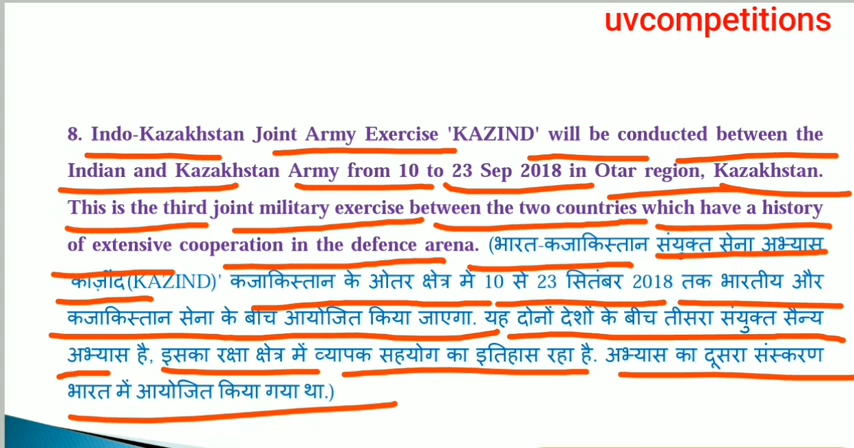 uvcompetitions
8. Indo-Kazakhstan Joint Army Exercise 'KAZIND' will be conducted between the
Indian and Kazakhstan Army from 10 to 23 Sep 2018 in Otar region, Kazakhstan.
This is the third joint military exercise between the two countries which have a history
of extensive cooperation in the defence arena. (भारत-कजाकिस्तान संयुक्त सेना अभ्यास
काज़ींद(KAZIND)' कजाकिस्तान के ओतर क्षेत्र में 10 से 23 सितंबर 2018 तक भारतीय और
कजाकिस्तान सेना के बीच आयोजित किया जाएगा. यह दोनों देशों के बीच तीसरा संयुक्त सैन्य
अभ्यास है, इसका रक्षा क्षेत्र में व्यापक सहयोग का इतिहास रहा है. अभ्यास का दूसरा संस्करण
भारत में आयोजित किया गया था.)